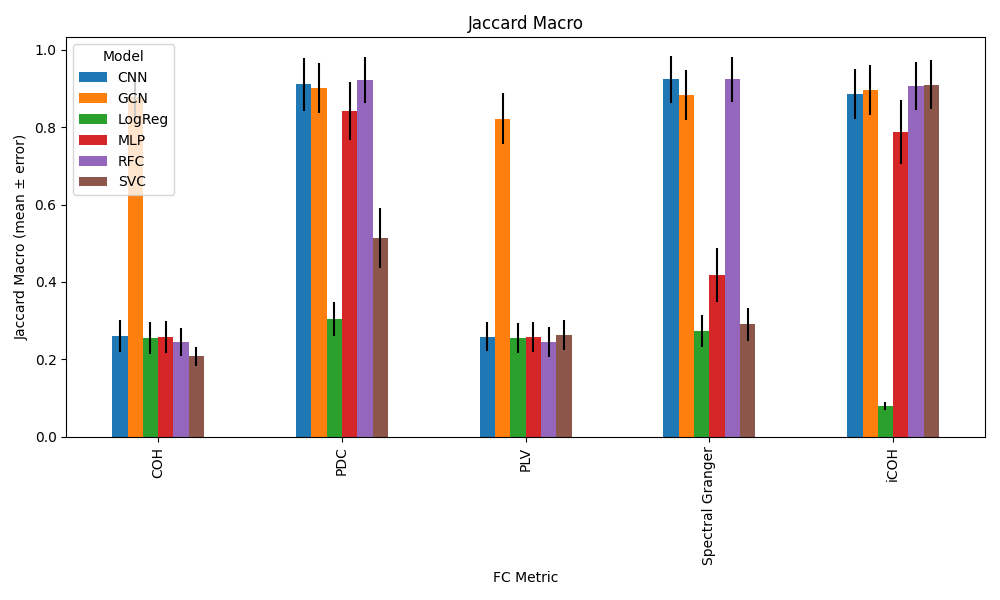 Jaccard Macro
Jaccard Macro (mean ± error)
1.0
0.8
0.6
0.4
0.2
0.0
Model
CNN
GCN
LogReg
MLP
RFC
SVC
COH
PDC
PLV
Spectral Granger
iCOH
FC Metric